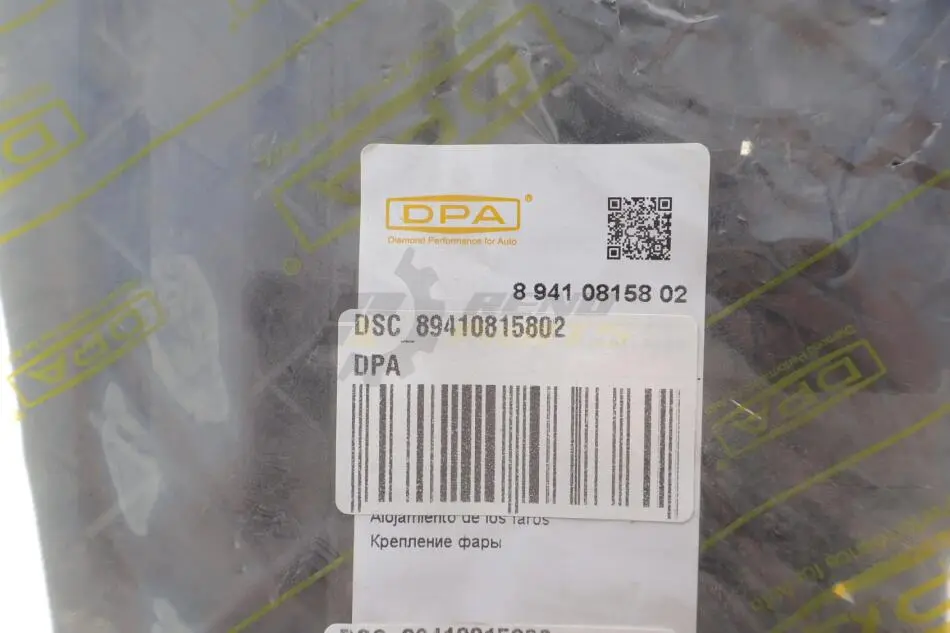 DPA®
Diamond Performance for Auto
8 941 08158 02
DSC_89410815802
DPA
Alojamiento de los faros
Крепление фары